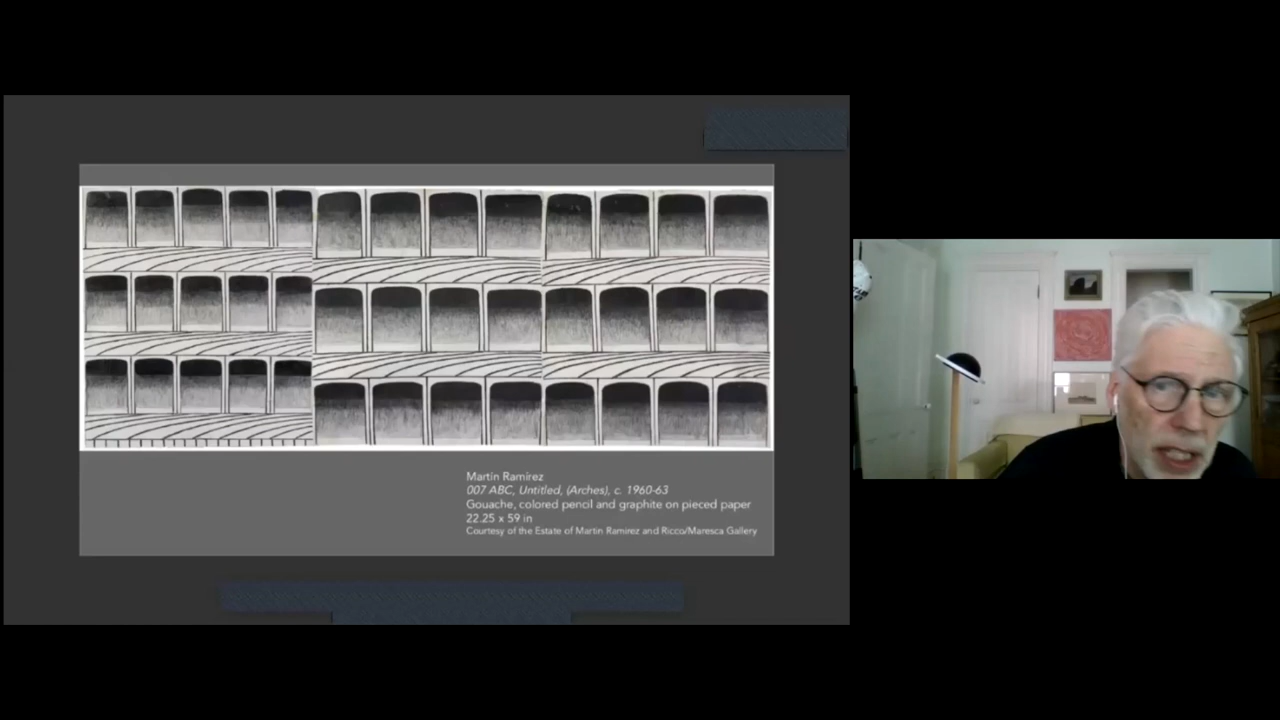 Martín Ramírez
007 ABC, Untitled, (Arches), c. 1960-63
Gouache, colored pencil and graphite on pieced paper
22.25 x 59 in
Courtesy of the Estate of Martín Ramírez and Ricco/Maresca Gallery